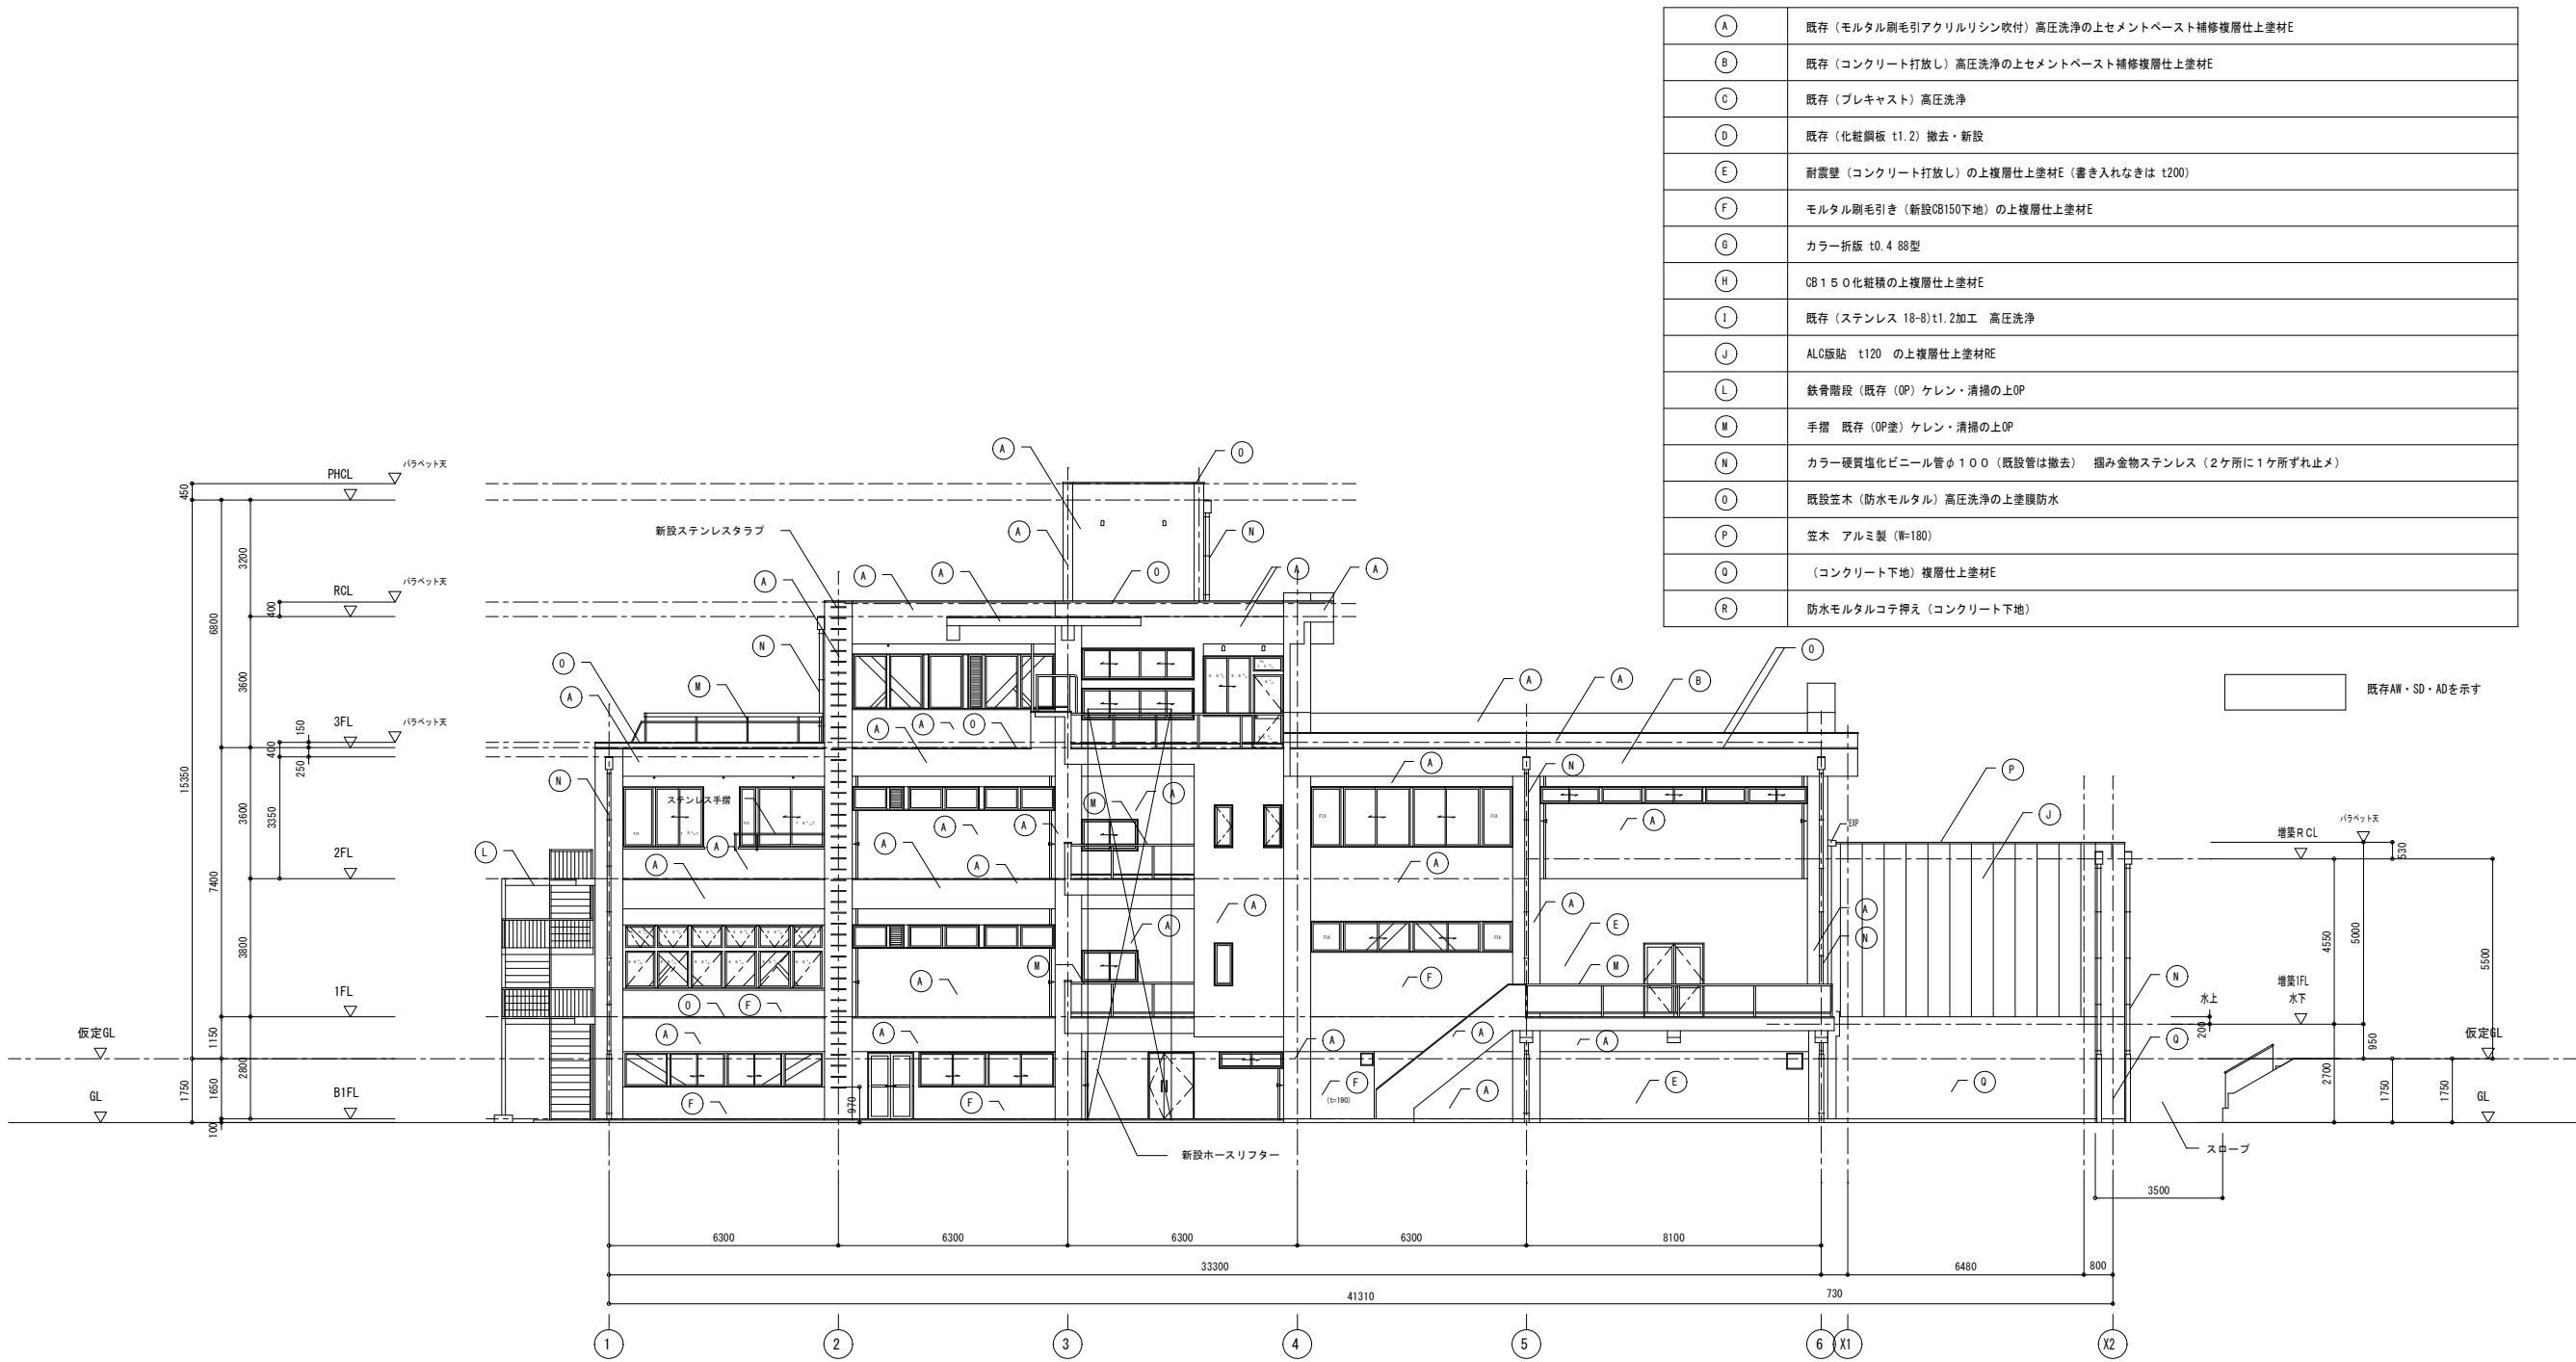 A 既存（モルタル刷毛引アクリルリシン吹付）高圧洗浄の上セメントペースト補修複層仕上塗材E
B 既存（コンクリート打放し）高圧洗浄の上セメントペースト補修複層仕上塗材E
C 既存（プレキャスト）高圧洗浄
D 既存（化粧鋼板 t1.2）撤去・新設
E 耐震壁（コンクリート打放し）の上複層仕上塗材E（書き入れなきは t200）
F モルタル刷毛引き（新設CB150下地）の上複層仕上塗材E
G カラー折版 t0.4 88型
H CB１５０化粧積の上複層仕上塗材E
I 既存（ステンレス 18-8)t1.2加工　高圧洗浄
J ALC版貼　t120　の上複層仕上塗材RE
L 鉄骨階段（既存（OP）ケレン・清掃の上OP
M 手摺　既存（OP塗）ケレン・清掃の上OP
N カラー硬質塩化ビニール管φ１００（既設管は撤去）　掴み金物ステンレス（２ケ所に１ケ所ずれ止メ）
O 既設笠木（防水モルタル）高圧洗浄の上塗膜防水
P 笠木　アルミ製（W=180）
Q （コンクリート下地）複層仕上塗材E
R 防水モルタルコテ押え（コンクリート下地）
既存AW・SD・ADを示す
PHCL パラペット天
RCL パラペット天
3FL パラペット天
2FL
1FL
仮定GL
B1FL
GL
450
3200
400
6800
3600
150
400
250
15350
3600
3350
7400
3800
1150
2800
1750
1650
100
970
A O
A N
新設ステンレスタラブ
A A A O A A
N
O M A
A A O
A A B O
N
ステンレス手摺
M A
A A A A
A N
A
P
J
EXP
L
A A A A
A
A
A
A
A
E
M
A
N
M
A
F
O F
A A
A A A
F F
F
(t=190)
A
E
Q
N
Q
新設ホースリフター
スロープ
増築ＲCL パラペット天
530
4550
5000
5500
増築1FL
水上 水下
200
950
仮定GL
2700
1750
1750
GL
3500
6300 6300 6300 6300 8100
33300 6480 800
41310 730
1 2 3 4 5 6 X1 X2
FIX FIX
FIX FIX